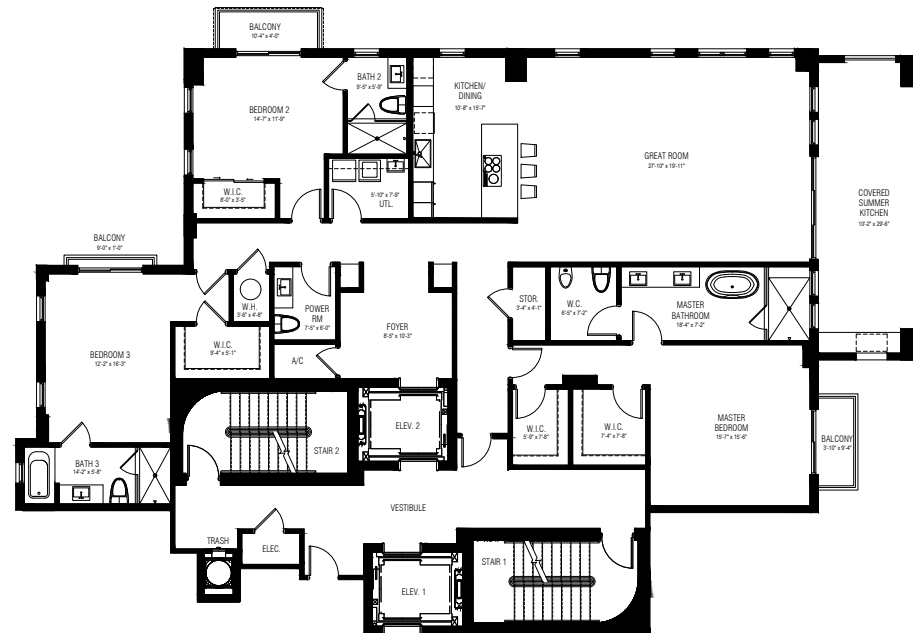 BALCONY
10'-4" x 4'-0"
BATH 2
9'-5" x 5'-9"
BEDROOM 2
14'-7" x 11'-9"
KITCHEN/
DINING
10'-8" x 15'-7"
GREAT ROOM
27'-10" x 19'-11"
W.I.C.
8'-0" x 3'-5"
5'-10" x 7'-9"
UTL.
COVERED
SUMMER
KITCHEN
10'-2" x 29'-6"
BALCONY
9'-0" x 1'-0"
W.H.
3'-6" x 4'-8"
POWER
RM
7'-5" x 6'-0"
FOYER
8'-5" x 10'-3"
STOR.
3'-4" x 4'-1"
W.C.
6'-5" x 7'-2"
MASTER
BATHROOM
18'-4" x 7'-2"
BEDROOM 3
12'-2" x 16'-3"
W.I.C.
9'-4" x 5'-1"
A/C
ELEV. 2
STAIR 2
W.I.C.
5'-9" x 7'-8"
W.I.C.
7'-4" x 7'-8"
MASTER
BEDROOM
15'-7" x 15'-6"
BALCONY
3'-10" x 9'-4"
BATH 3
14'-2" x 5'-8"
VESTIBULE
TRASH
ELEC.
ELEV. 1
STAIR 1